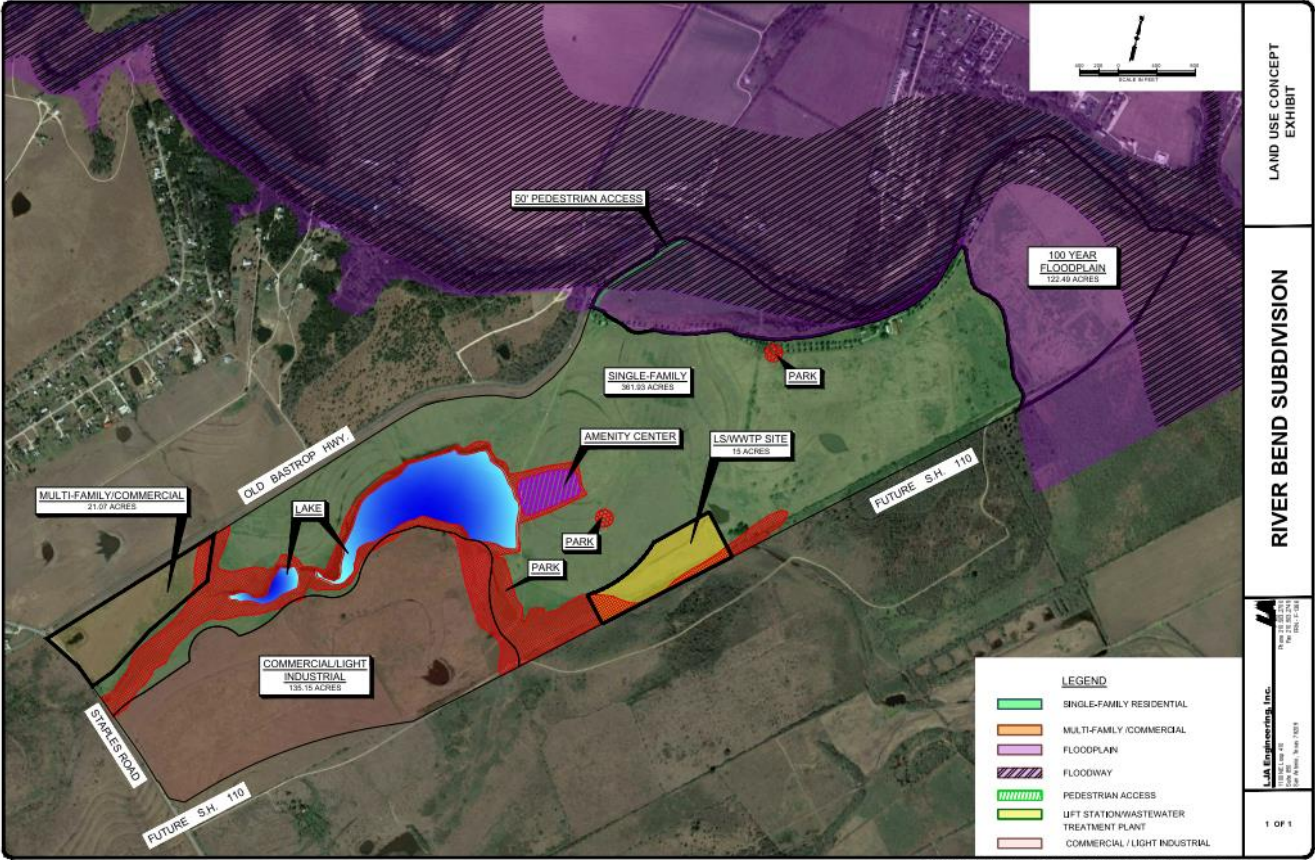 50' PEDESTRIAN ACCESS
100 YEAR
FLOODPLAIN
122.49 ACRES
SINGLE-FAMILY
361.93 ACRES
PARK
AMENITY CENTER
LS/WWTP SITE
15 ACRES
OLD BASTROP HWY.
FUTURE S.H. 110
MULTI-FAMILY/COMMERCIAL
21.07 ACRES
LAKE
PARK
PARK
COMMERCIAL/LIGHT
INDUSTRIAL
135.15 ACRES
STAPLES ROAD
FUTURE S.H. 110
SCALE IN FEET
LEGEND
SINGLE-FAMILY RESIDENTIAL
MULTI-FAMILY /COMMERCIAL
FLOODPLAIN
FLOODWAY
PEDESTRIAN ACCESS
LIFT STATION/WASTEWATER
TREATMENT PLANT
COMMERCIAL / LIGHT INDUSTRIAL
LAND USE CONCEPT
EXHIBIT
RIVER BEND SUBDIVISION
LJA Engineering, Inc.
1 OF 1